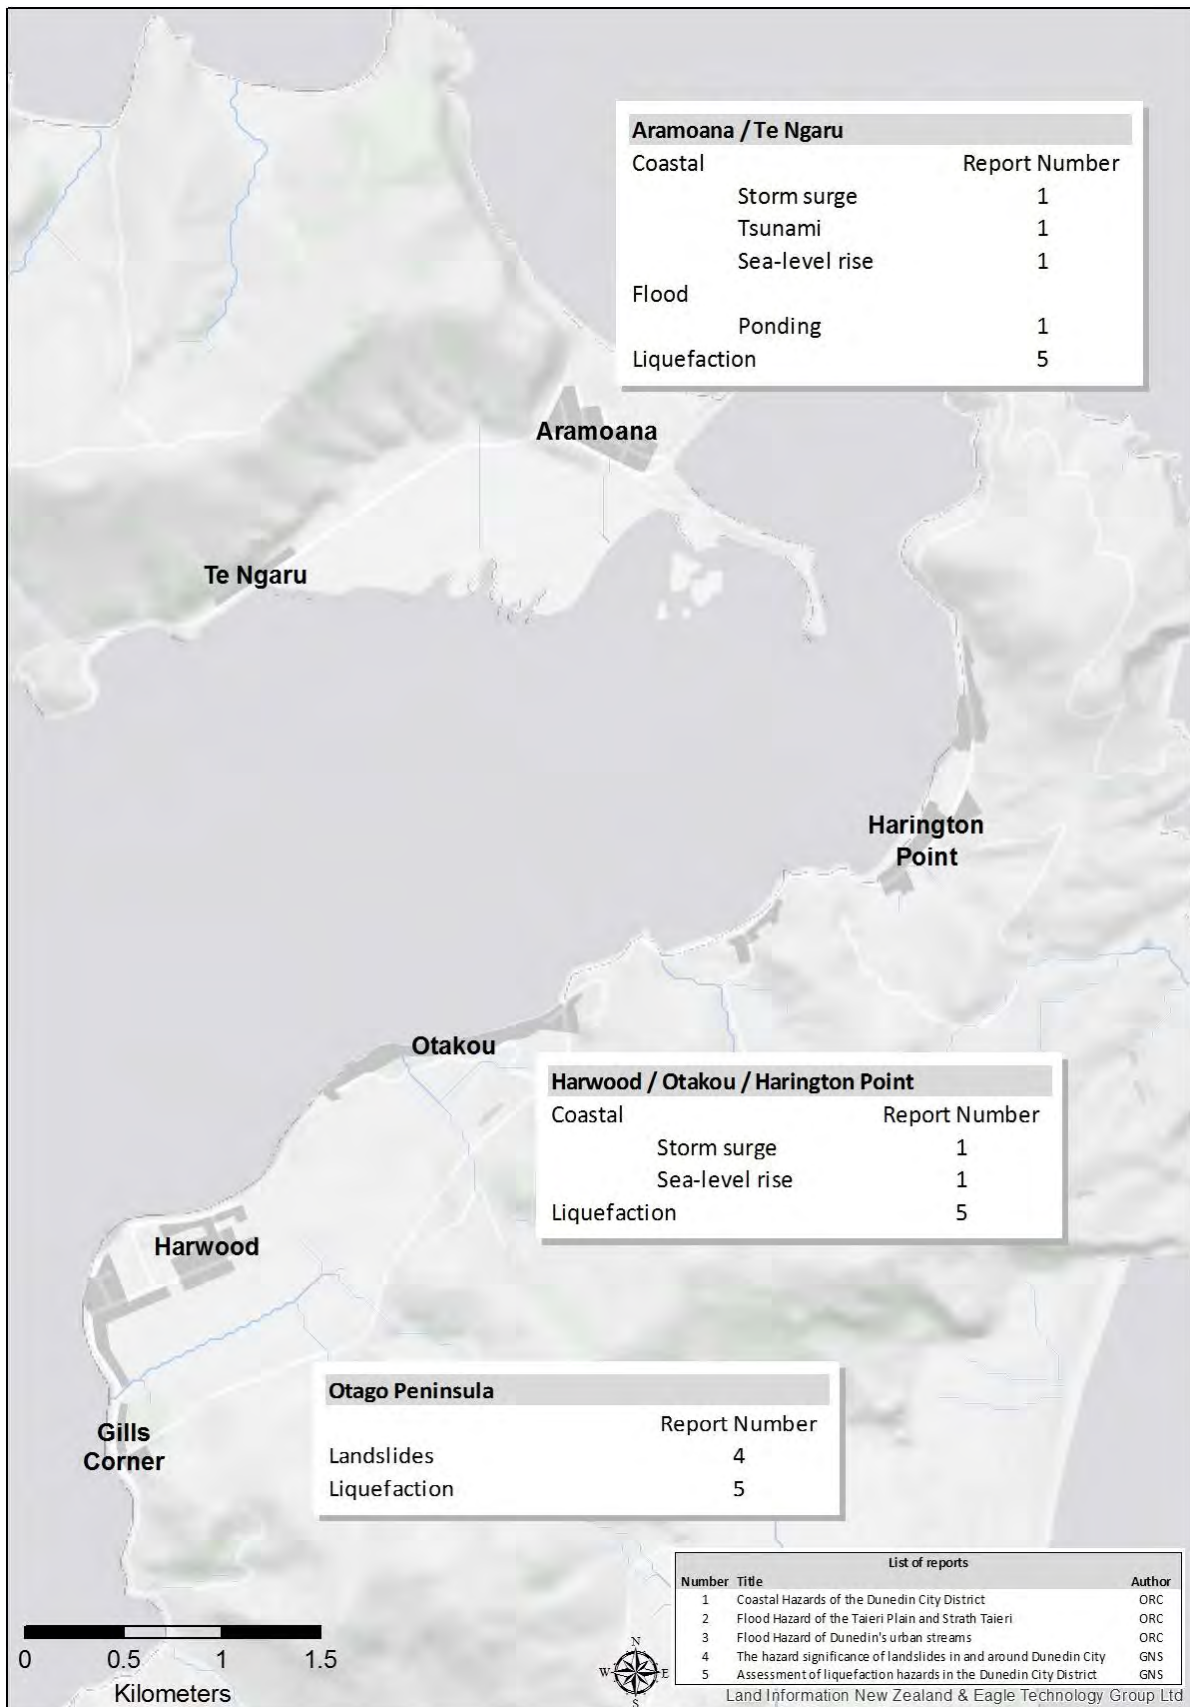 Aramoana / Te Ngaru
Coastal Report Number
Storm surge 1
Tsunami 1
Sea-level rise 1
Flood
Ponding 1
Liquefaction 5
Aramoana
Te Ngaru
Harington
Point
Otakou
Harwood / Otakou / Harington Point
Coastal Report Number
Storm surge 1
Sea-level rise 1
Liquefaction 5
Harwood
Otago Peninsula
Report Number
Landslides 4
Liquefaction 5
Gills
Corner
List of reports
Number Title Author
1 Coastal Hazards of the Dunedin City District ORC
2 Flood Hazard of the Taieri Plain and Strath Taieri ORC
3 Flood Hazard of Dunedin's urban streams ORC
4 The hazard significance of landslides in and around Dunedin City GNS
5 Assessment of liquefaction hazards in the Dunedin City District GNS
0 0.5 1 1.5
Kilometers
N
W E
S
Land Information New Zealand & Eagle Technology Group Ltd